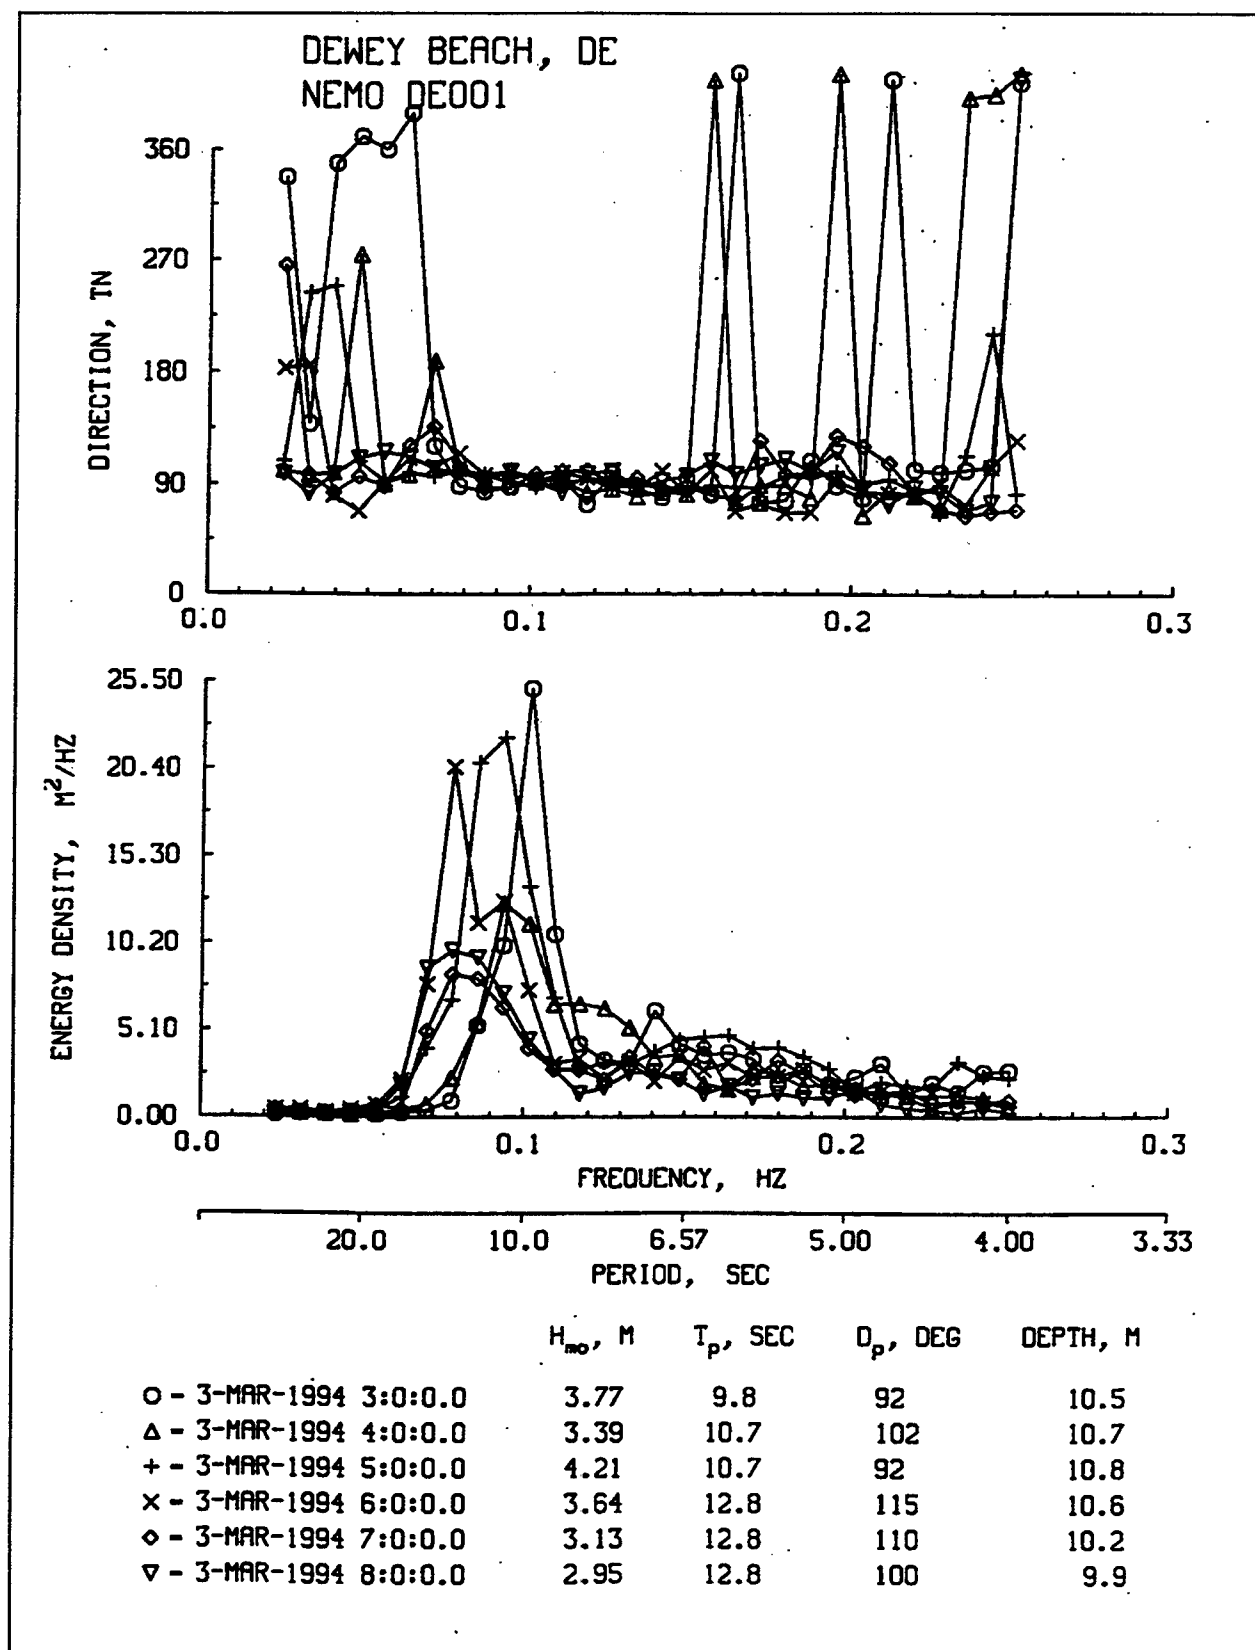 DEWEY BEACH, DE
NEMO DE001
360
270
180
90
0
DIRECTION, TN
0.0 0.1 0.2 0.3
25.50
20.40
15.30
10.20
5.10
0.00
ENERGY DENSITY, M²/HZ
0.0 0.1 0.2 0.3
FREQUENCY, HZ
20.0 10.0 6.57 5.00 4.00 3.33
PERIOD, SEC
Hmo, M Tp, SEC Dp, DEG DEPTH, M
O - 3-MAR-1994 3:0:0.0 3.77 9.8 92 10.5
△ - 3-MAR-1994 4:0:0.0 3.39 10.7 102 10.7
+ - 3-MAR-1994 5:0:0.0 4.21 10.7 92 10.8
× - 3-MAR-1994 6:0:0.0 3.64 12.8 115 10.6
◇ - 3-MAR-1994 7:0:0.0 3.13 12.8 110 10.2
▽ - 3-MAR-1994 8:0:0.0 2.95 12.8 100 9.9